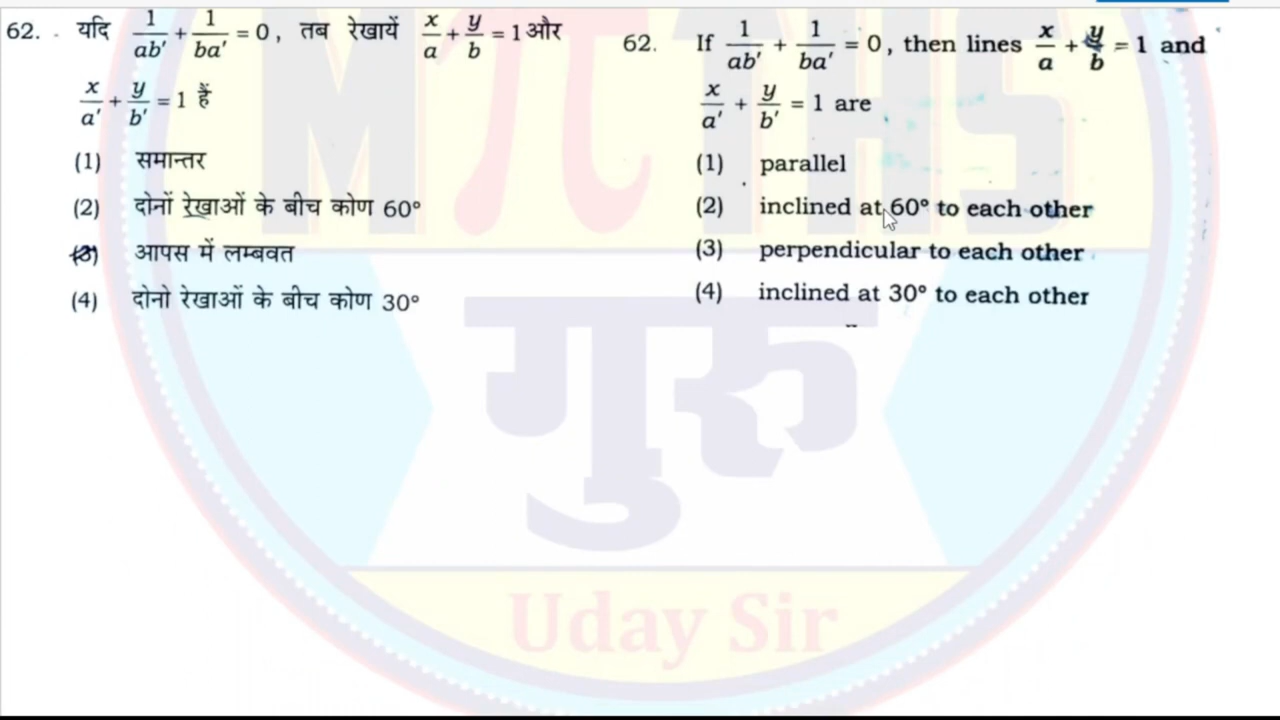 62. यदि 1/ab′ + 1/ba′ = 0, तब रेखायें x/a + y/b = 1 और
x/a′ + y/b′ = 1 हैं
(1) समान्तर
(2) दोनों रेखाओं के बीच कोण 60°
(3) आपस में लम्बवत
(4) दोनो रेखाओं के बीच कोण 30°
62. If 1/ab′ + 1/ba′ = 0, then lines x/a + y/b = 1 and
x/a′ + y/b′ = 1 are
(1) parallel
(2) inclined at 60° to each other
(3) perpendicular to each other
(4) inclined at 30° to each other
MπTHS
गुरु
Uday Sir